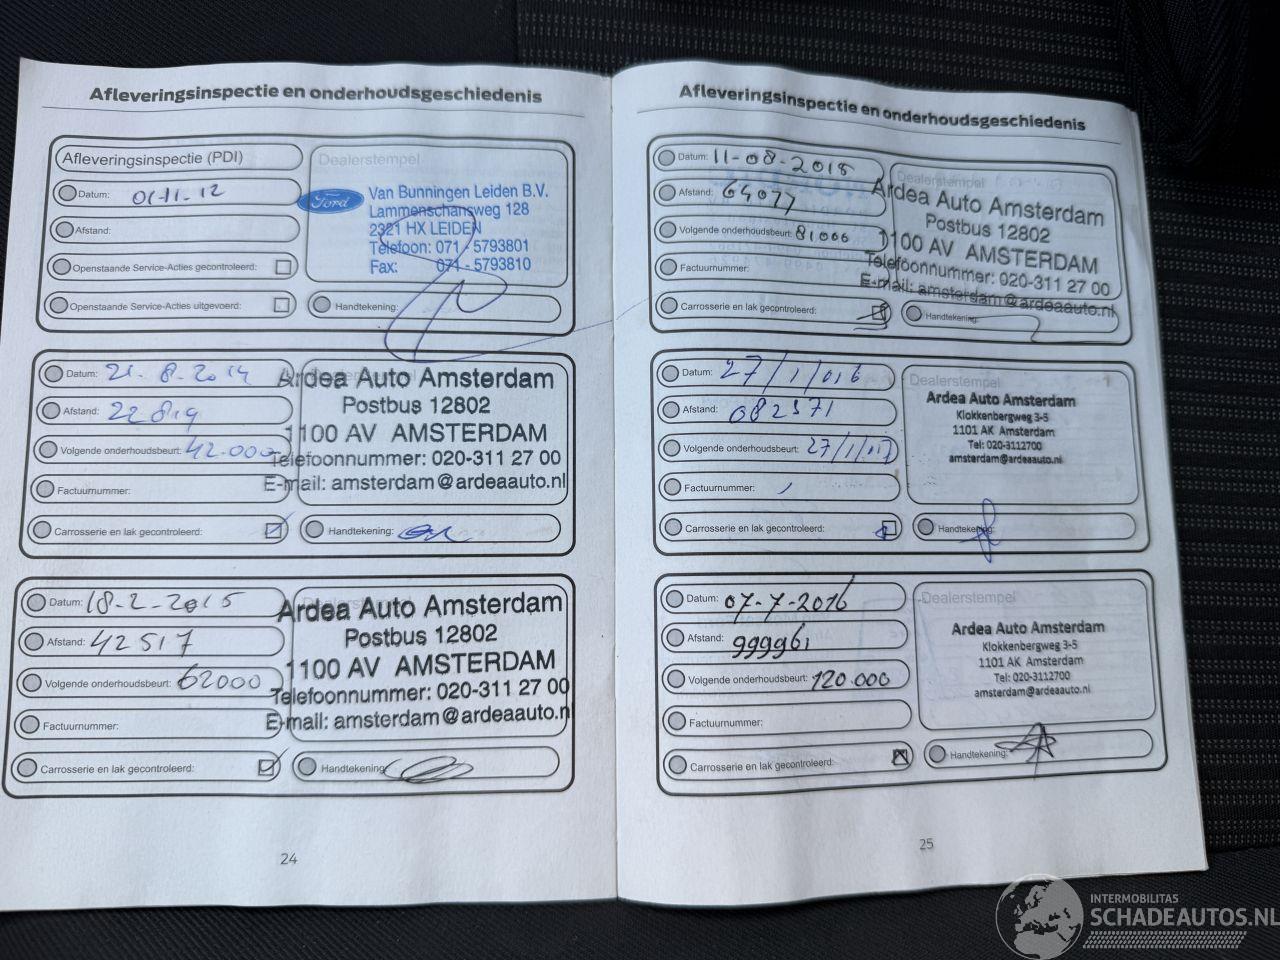 Afleveringsinspectie en onderhoudsgeschiedenis
Afleveringsinspectie (PDI)
Dealerstempel
Datum: 01-11-12
Afstand:
Openstaande Service-Acties gecontroleerd:
Openstaande Service-Acties uitgevoerd:
Ford
Van Bunningen Leiden B.V.
Lammenschansweg 128
2321 HX LEIDEN
Telefoon: 071 - 5793801
Fax: 071 - 5793810
Handtekening:
Datum: 21-8-2014
Afstand: 22819
Volgende onderhoudsbeurt: 42.000
Factuurnummer:
Carrosserie en lak gecontroleerd:
Ardea Auto Amsterdam
Postbus 12802
1100 AV AMSTERDAM
Telefoonnummer: 020-311 27 00
E-mail: amsterdam@ardeaauto.nl
Handtekening:
Datum: 18-2-2015
Afstand: 42517
Volgende onderhoudsbeurt: 62000
Factuurnummer:
Carrosserie en lak gecontroleerd:
Ardea Auto Amsterdam
Postbus 12802
1100 AV AMSTERDAM
Telefoonnummer: 020-311 27 00
E-mail: amsterdam@ardeaauto.nl
Handtekening:
24
Afleveringsinspectie en onderhoudsgeschiedenis
Datum: 11-08-2015
Afstand: 64077
Volgende onderhoudsbeurt: 81000
Factuurnummer:
Carrosserie en lak gecontroleerd:
Dealerstempel
Ardea Auto Amsterdam
Postbus 12802
1100 AV AMSTERDAM
Telefoonnummer: 020-311 27 00
E-mail: amsterdam@ardeaauto.nl
Handtekening:
Datum: 27/1/016
Afstand: 082571
Volgende onderhoudsbeurt: 27/1/017
Factuurnummer:
Carrosserie en lak gecontroleerd:
Dealerstempel
Ardea Auto Amsterdam
Klokkenbergweg 3-5
1101 AK Amsterdam
Tel: 020-3112700
amsterdam@ardeaauto.nl
Handtekening:
Datum: 07-7-2016
Afstand: 999961
Volgende onderhoudsbeurt: 120.000
Factuurnummer:
Carrosserie en lak gecontroleerd:
Dealerstempel
Ardea Auto Amsterdam
Klokkenbergweg 3-5
1101 AK Amsterdam
Tel: 020-3112700
amsterdam@ardeaauto.nl
Handtekening:
25
INTERMOBILITAS
SCHADEAUTOS.NL